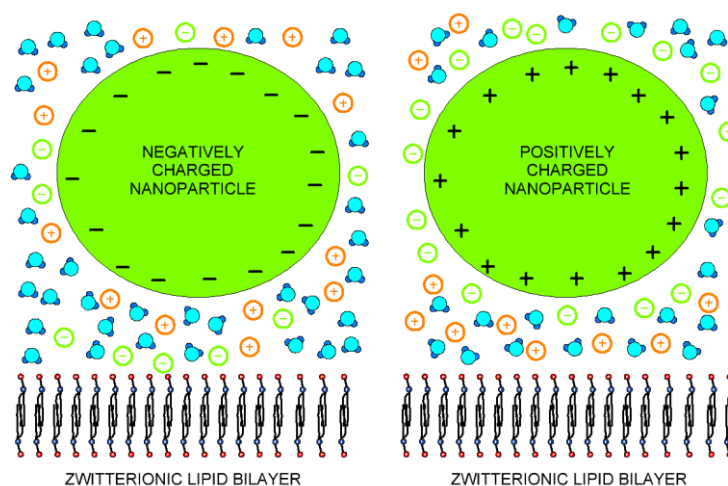 NEGATIVELY
CHARGED
NANOPARTICLE
POSITIVELY
CHARGED
NANOPARTICLE
ZWITTERIONIC LIPID BILAYER
ZWITTERIONIC LIPID BILAYER